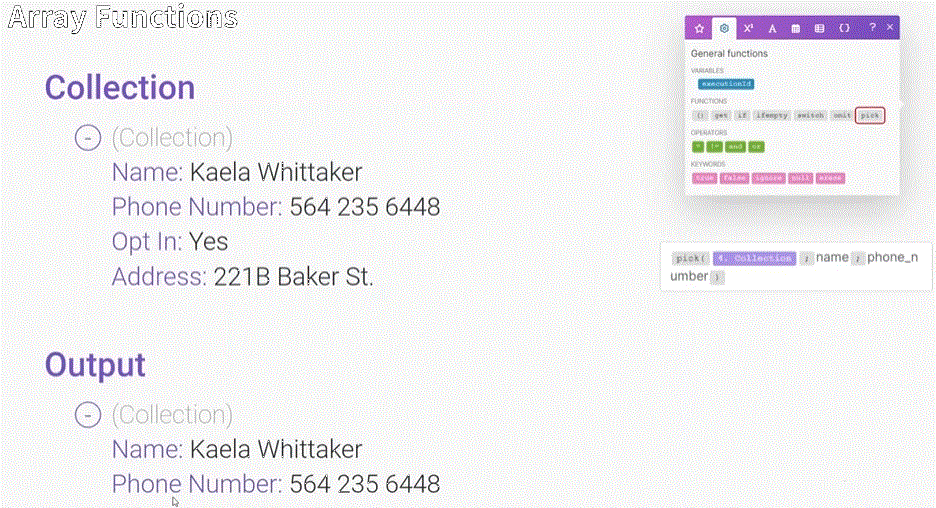 Array Functions
Collection
- (Collection)
Name: Kaela Whittaker
Phone Number: 564 235 6448
Opt In: Yes
Address: 221B Baker St.
Output
- (Collection)
Name: Kaela Whittaker
Phone Number: 564 235 6448
General functions
VARIABLES
executionId
FUNCTIONS
{} get if ifempty switch omit pick
OPERATORS
= != and or
KEYWORDS
true false ignore null erase
pick( 4. Collection ; name ; phone_n
umber )